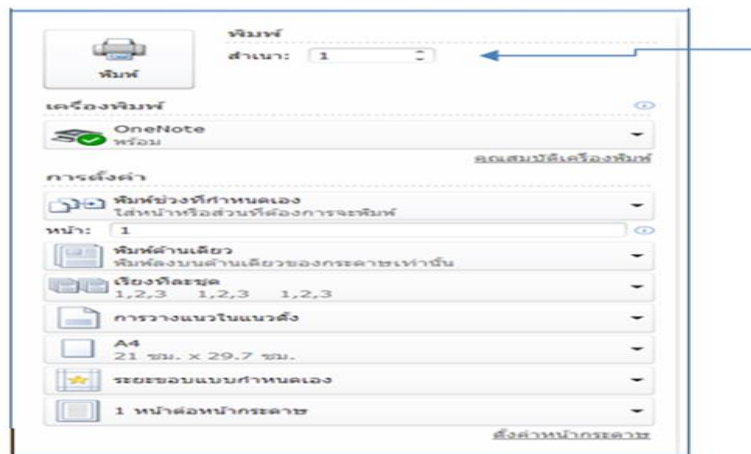 พิมพ์
สำเนา: 1
พิมพ์
เครื่องพิมพ์
OneNote
พร้อม
คุณสมบัติเครื่องพิมพ์
การตั้งค่า
พิมพ์ช่วงที่กำหนดเอง
ใส่หน้าหรือส่วนที่ต้องการจะพิมพ์
หน้า: 1
พิมพ์ด้านเดียว
พิมพ์ลงบนด้านเดียวของกระดาษเท่านั้น
เรียงทีละชุด
1,2,3 1,2,3 1,2,3
การวางแนวในแนวตั้ง
A4
21 ซม. x 29.7 ซม.
ระยะขอบแบบกำหนดเอง
1 หน้าต่อหน้ากระดาษ
ตั้งค่าหน้ากระดาษ